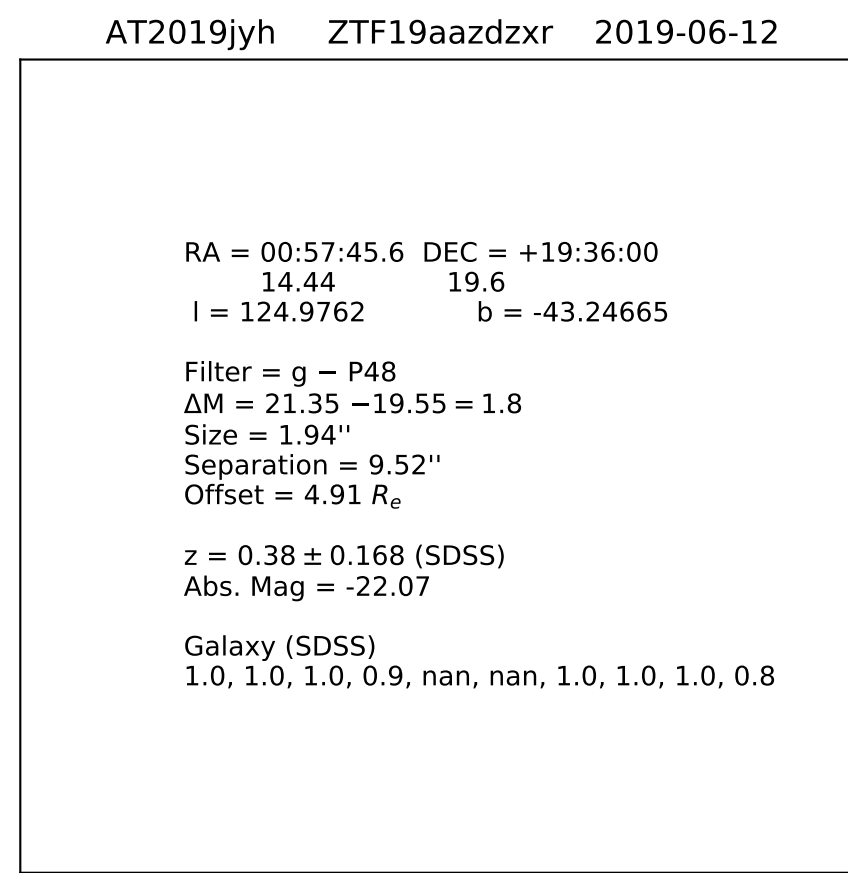 AT2019jyh ZTF19aazdzxr 2019-06-12
RA = 00:57:45.6 DEC = +19:36:00
14.44 19.6
l = 124.9762 b = -43.24665
Filter = g − P48
ΔM = 21.35 −19.55 = 1.8
Size = 1.94''
Separation = 9.52''
Offset = 4.91 Rₑ
z = 0.38 ± 0.168 (SDSS)
Abs. Mag = -22.07
Galaxy (SDSS)
1.0, 1.0, 1.0, 0.9, nan, nan, 1.0, 1.0, 1.0, 0.8